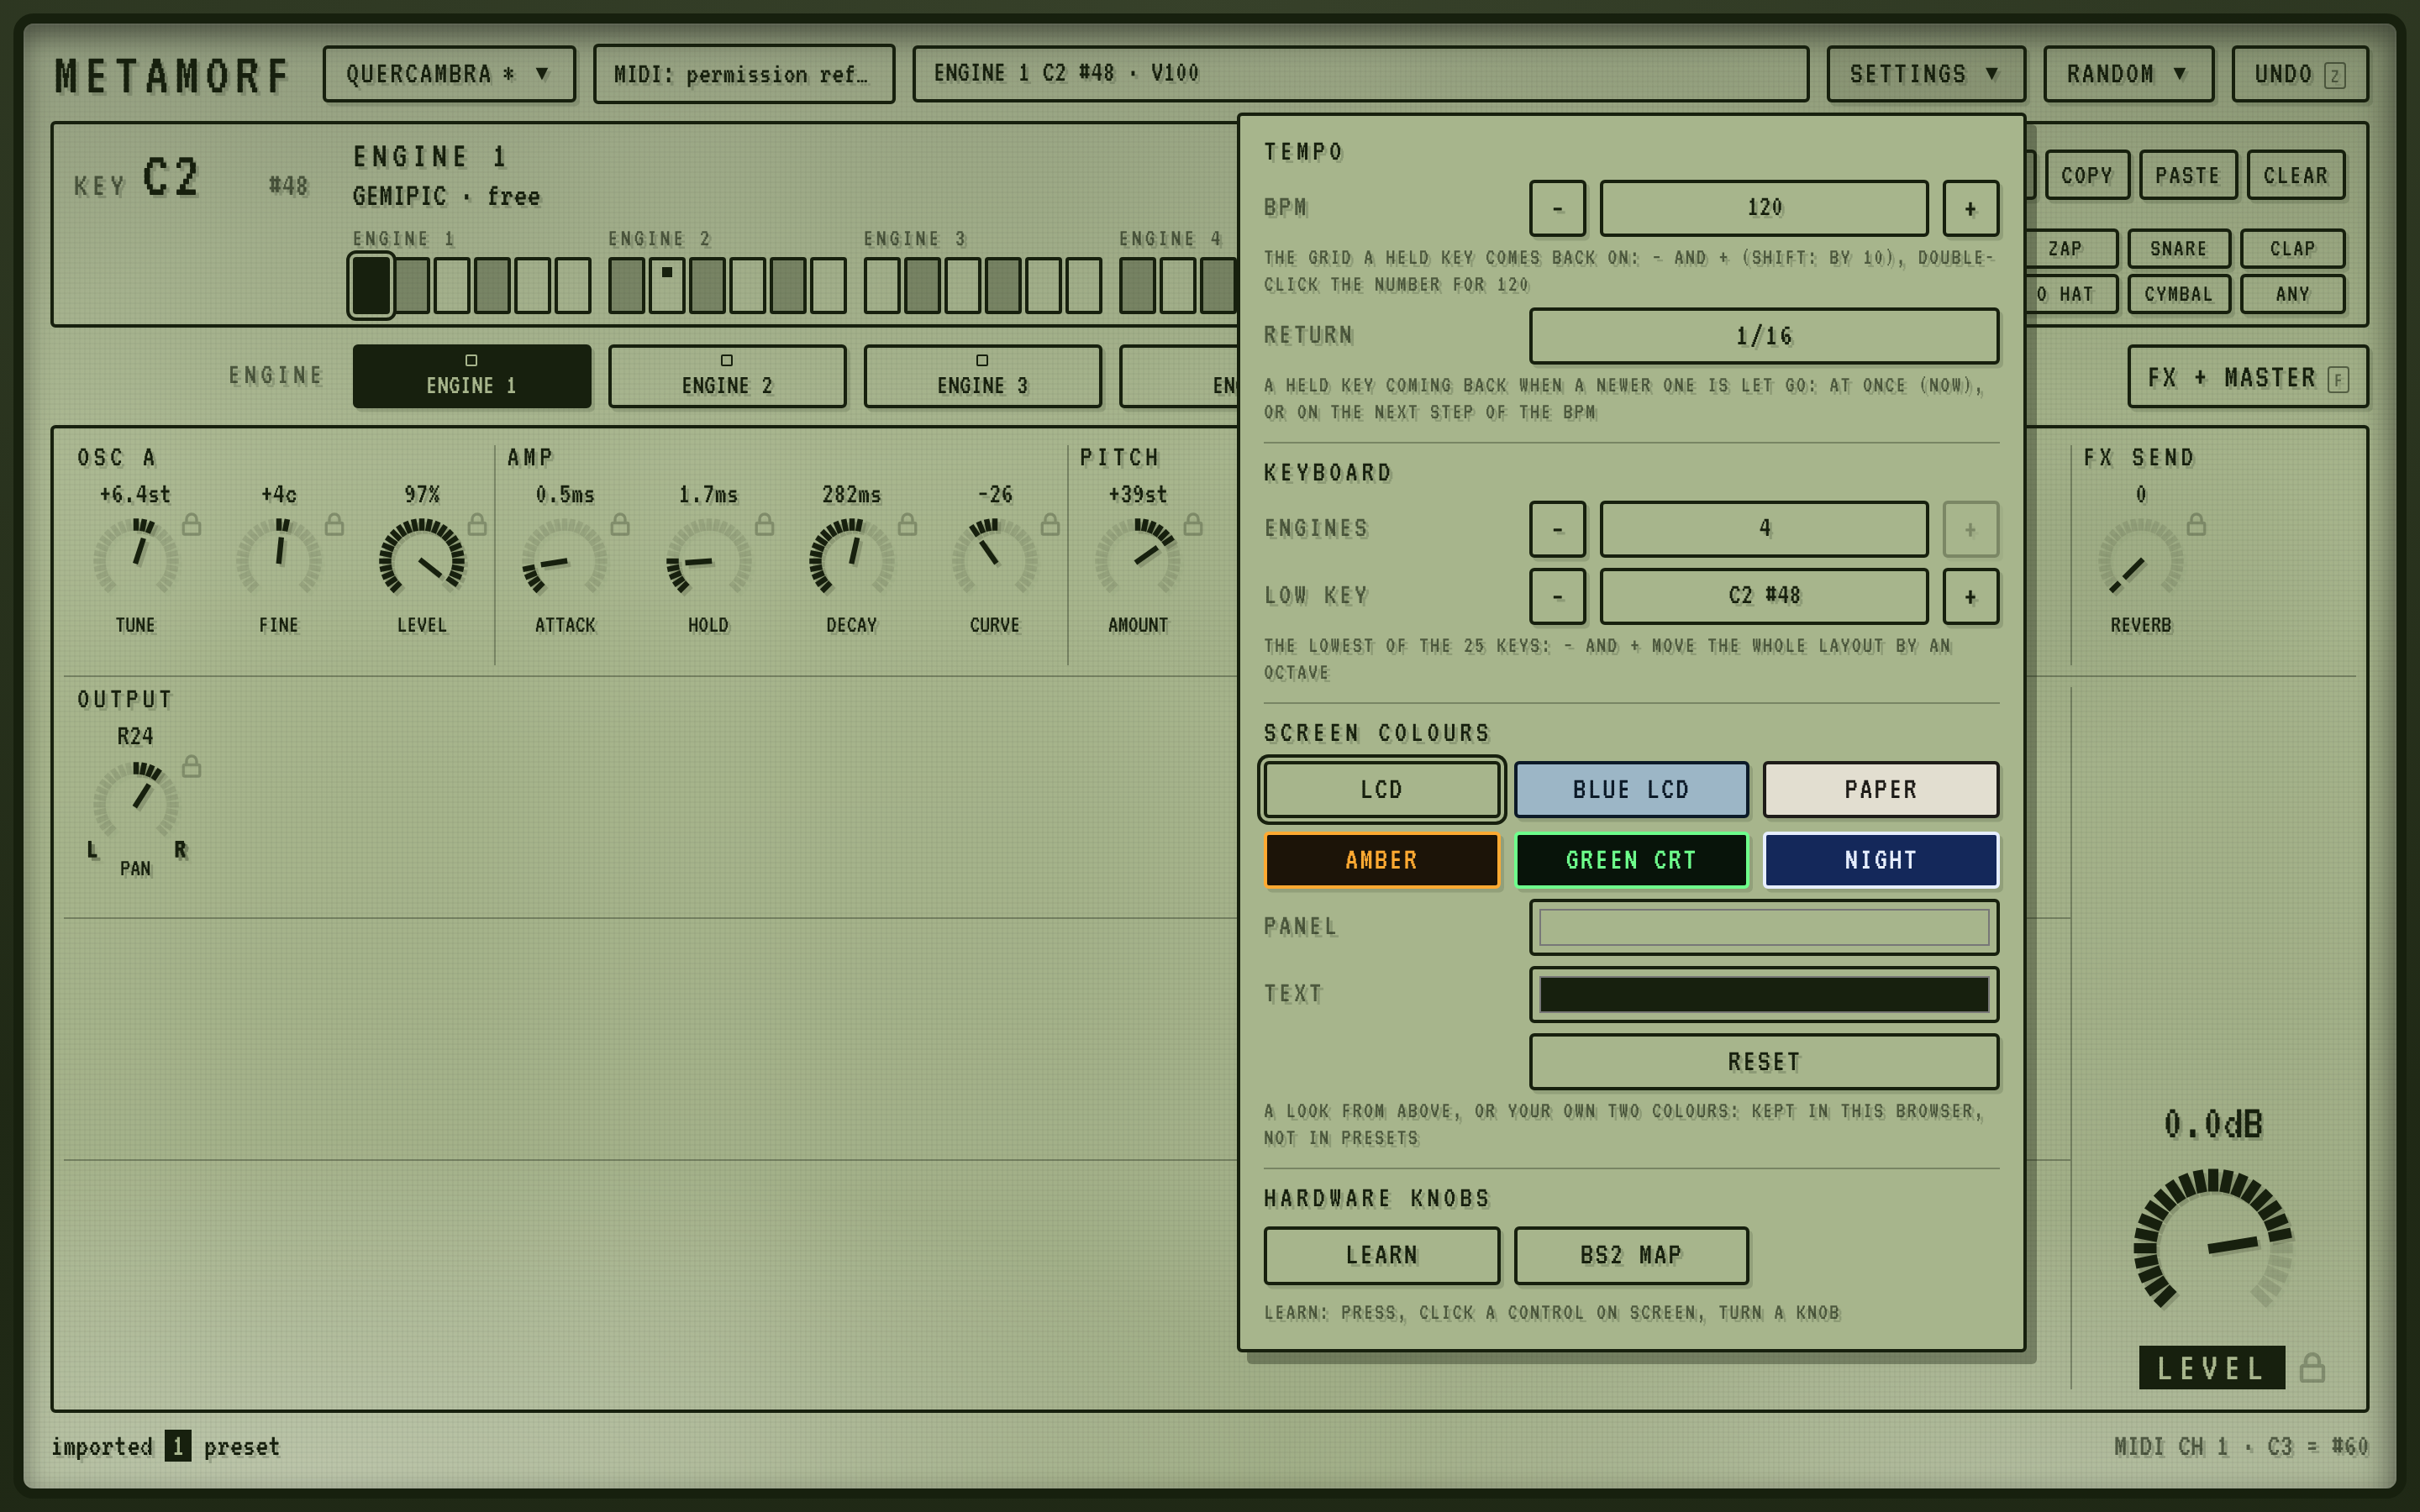 METAMORF
QUERCAMBRA * ▼
MIDI: permission ref…
ENGINE 1 C2 #48 · V100
SETTINGS ▼
RANDOM ▼
UNDO Z
KEY C2 #48
ENGINE 1
GEMIPIC · free
ENGINE 1
ENGINE 2
ENGINE 3
ENGINE 4
COPY
PASTE
CLEAR
ZAP
SNARE
CLAP
O HAT
CYMBAL
ANY
ENGINE
ENGINE 1
ENGINE 2
ENGINE 3
FX + MASTER F
OSC A
+6.4st
TUNE
+4c
FINE
97%
LEVEL
AMP
0.5ms
ATTACK
1.7ms
HOLD
282ms
DECAY
-26
CURVE
PITCH
+39st
AMOUNT
FX SEND
0
REVERB
OUTPUT
R24
L R
PAN
TEMPO
BPM - 120 +
THE GRID A HELD KEY COMES BACK ON: - AND + (SHIFT: BY 10), DOUBLE-
CLICK THE NUMBER FOR 120
RETURN 1/16
A HELD KEY COMING BACK WHEN A NEWER ONE IS LET GO: AT ONCE (NOW),
OR ON THE NEXT STEP OF THE BPM
KEYBOARD
ENGINES - 4 +
LOW KEY - C2 #48 +
THE LOWEST OF THE 25 KEYS: - AND + MOVE THE WHOLE LAYOUT BY AN
OCTAVE
SCREEN COLOURS
LCD
BLUE LCD
PAPER
AMBER
GREEN CRT
NIGHT
PANEL
TEXT
RESET
A LOOK FROM ABOVE, OR YOUR OWN TWO COLOURS: KEPT IN THIS BROWSER,
NOT IN PRESETS
HARDWARE KNOBS
LEARN
BS2 MAP
LEARN: PRESS, CLICK A CONTROL ON SCREEN, TURN A KNOB
0.0dB
LEVEL
imported 1 preset
MIDI CH 1 · C3 = #60